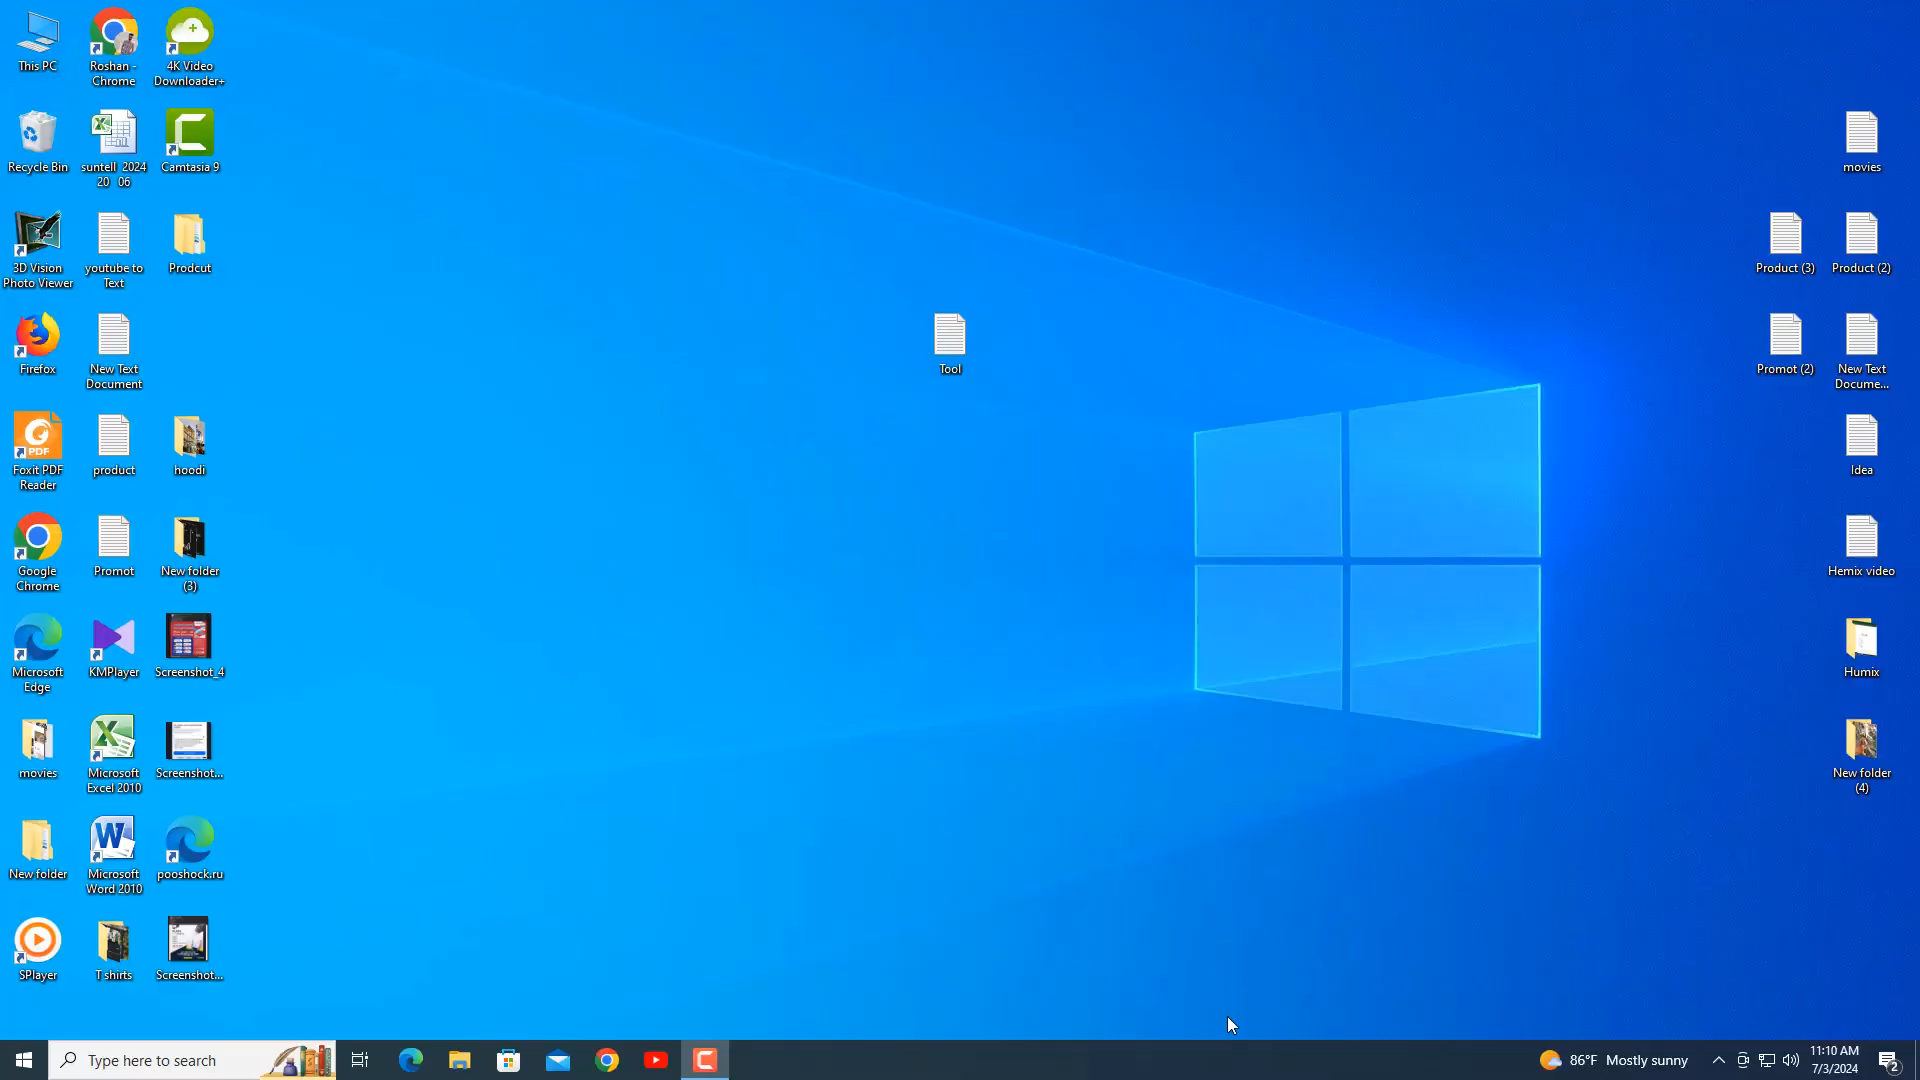 This PC
Roshan -
Chrome
4K Video
Downloader+
Recycle Bin
suntell_2024
20_06
Camtasia 9
movies
3D Vision
Photo Viewer
youtube to
Text
Prodcut
Product (3)
Product (2)
Firefox
New Text
Document
Tool
Promot (2)
New Text
Docume...
Foxit PDF
Reader
PDF
product
hoodi
Idea
Google
Chrome
Promot
New folder
(3)
Hemix video
Microsoft
Edge
KMPlayer
Screenshot_4
Humix
movies
Microsoft
Excel 2010
Screenshot...
New folder
(4)
New folder
Microsoft
Word 2010
pooshock.ru
SPlayer
T shirts
Screenshot...
Type here to search
86°F Mostly sunny
11:10 AM
7/3/2024
2